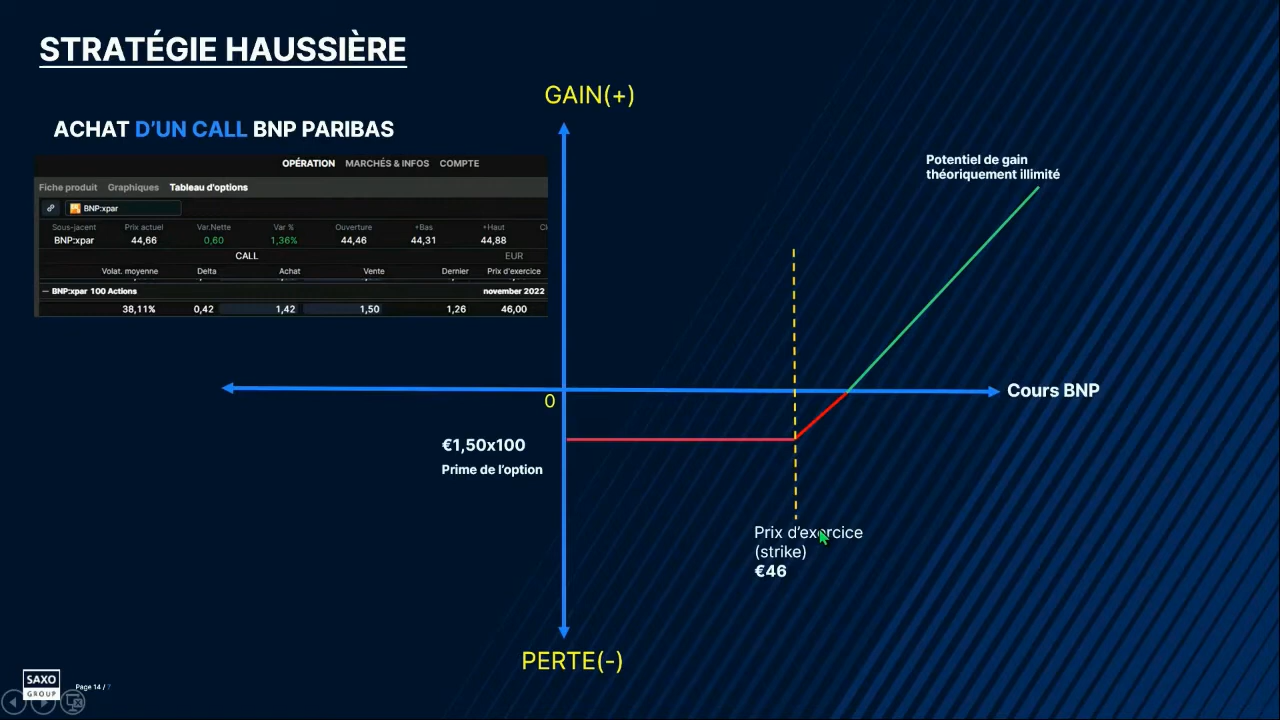 STRATÉGIE HAUSSIÈRE
GAIN(+)
ACHAT D'UN CALL BNP PARIBAS
OPÉRATION MARCHÉS & INFOS COMPTE
Fiche produit Graphiques Tableau d'options
BNP:xpar
Sous-jacent Prix actuel Var.Nette Var % Ouverture +Bas +Haut
BNP:xpar 44,66 0,60 1,36% 44,46 44,31 44,88
CALL EUR
Volat. moyenne Delta Achat Vente Dernier Prix d'exercice
— BNP:xpar 100 Actions november 2022
38,11% 0,42 1,42 1,50 1,26 46,00
Potentiel de gain
théoriquement illimité
Cours BNP
0
€1,50x100
Prime de l'option
Prix d'exercice
(strike)
€46
PERTE(-)
SAXO
GROUP
Page 14 / 7